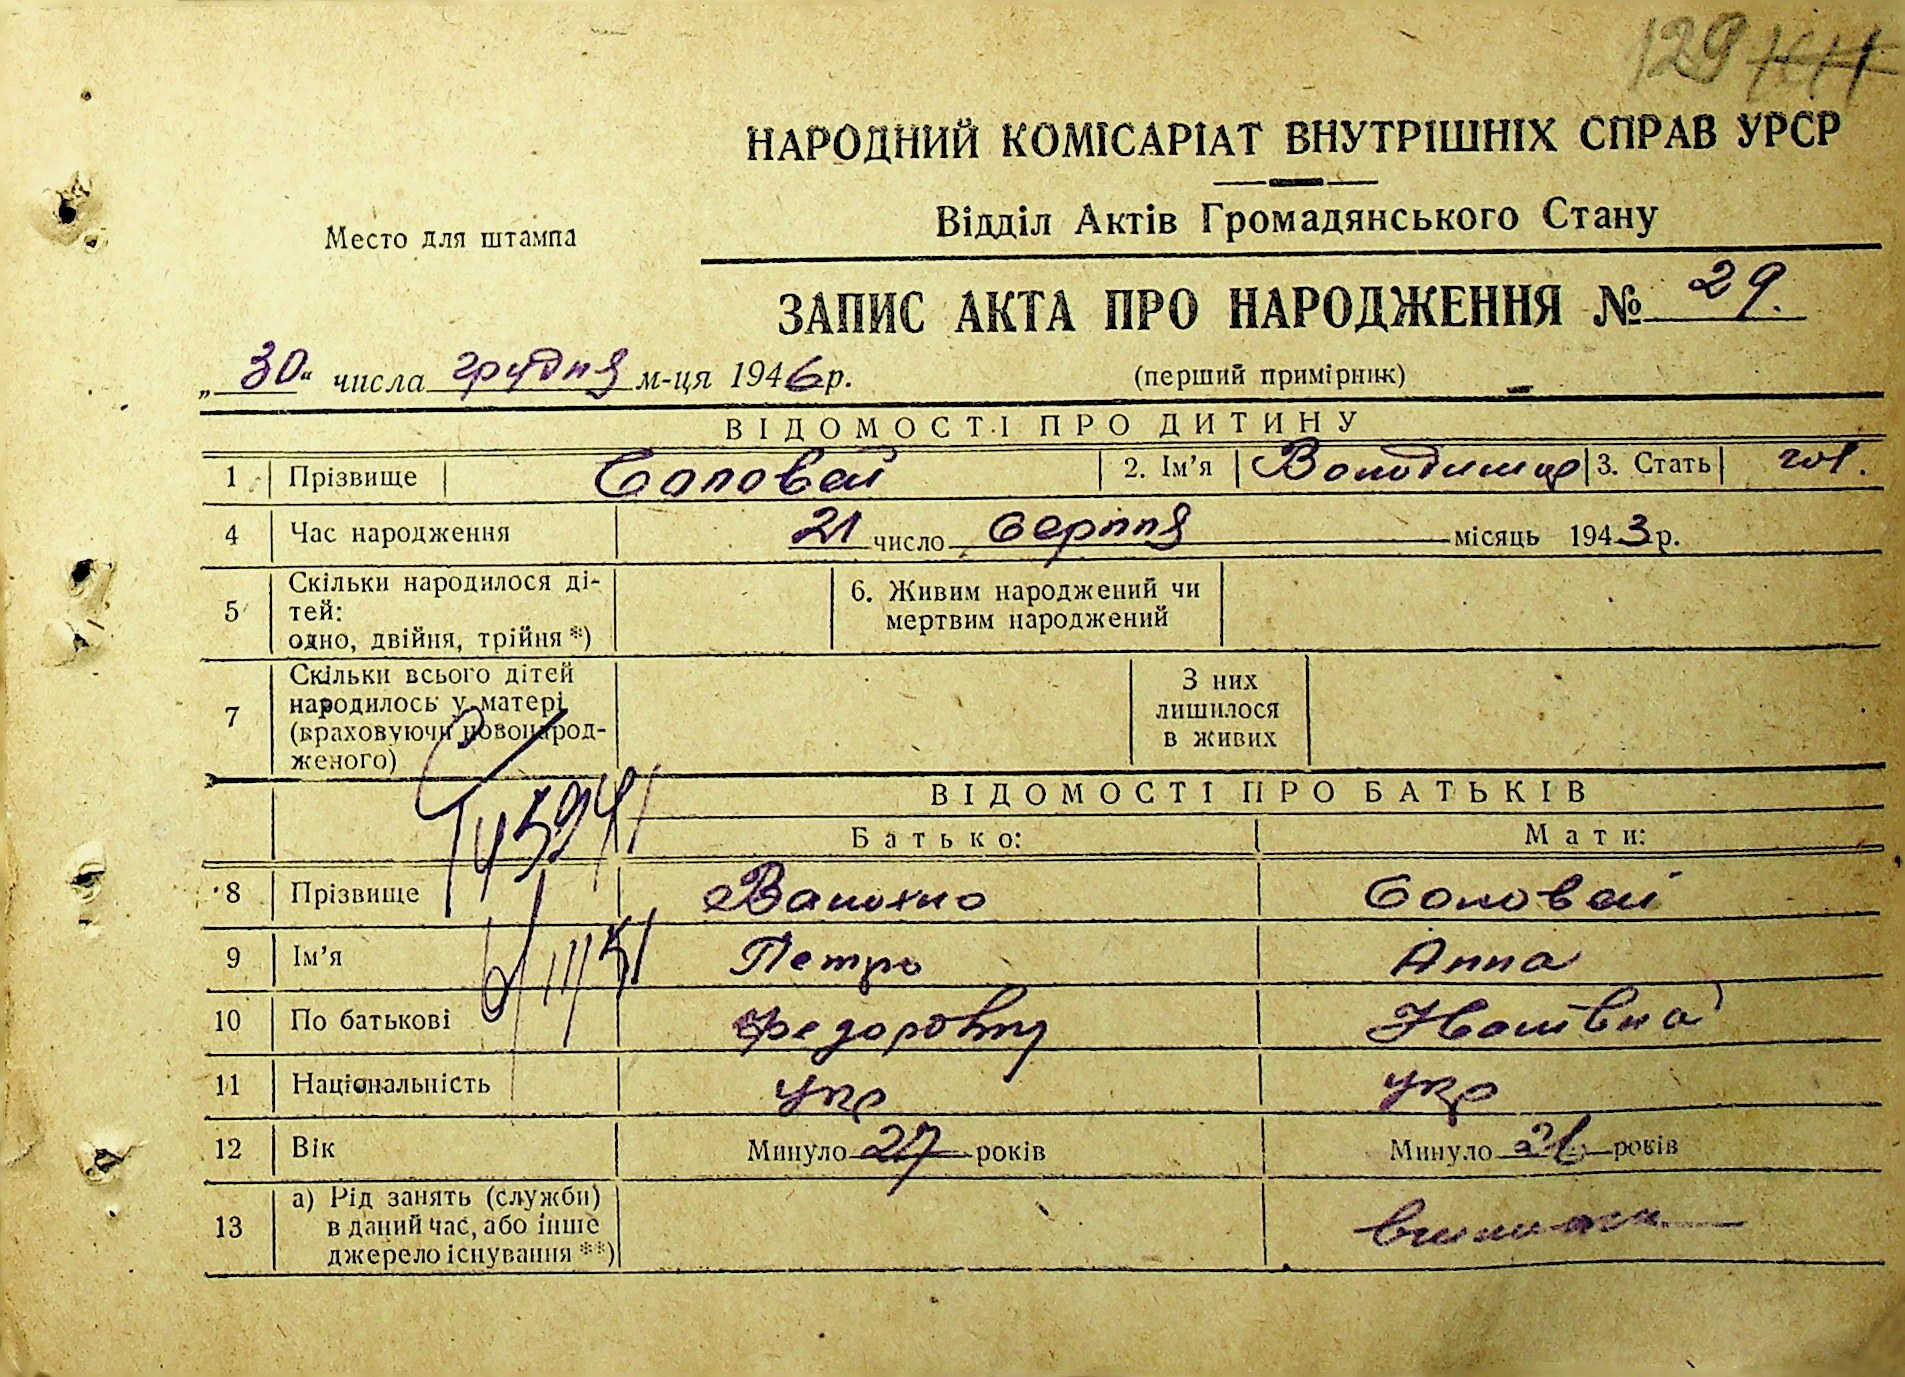 129
НАРОДНИЙ КОМІСАРІАТ ВНУТРІШНІХ СПРАВ УРСР
Відділ Актів Громадянського Стану
Место для штампа
ЗАПИС АКТА ПРО НАРОДЖЕННЯ № 29.
„30“ числа грудня м-ця 1946 р.
(перший примірник)
ВІДОМОСТІ ПРО ДИТИНУ
1 Прізвище Соловей 2. Ім'я Володимир 3. Стать чол.
4 Час народження 21 число Серпня місяць 1943 р.
5 Скільки народилося ді-
тей:
одно, двійня, трійня *)
6. Живим народжений чи
мертвим народжений
7 Скільки всього дітей
народилось у матері
(враховуючи новонарод-
женого)
З них
лишилося
в живих
ВІДОМОСТІ ПРО БАТЬКІВ
Батько: Мати:
8 Прізвище Соловей
9 Ім'я Петро Анна
10 По батькові Федорович
11 Національність укр укр
12 Вік Минуло 27 років Минуло років
13 а) Рід занять (служби)
в даний час, або інше
джерело існування **)